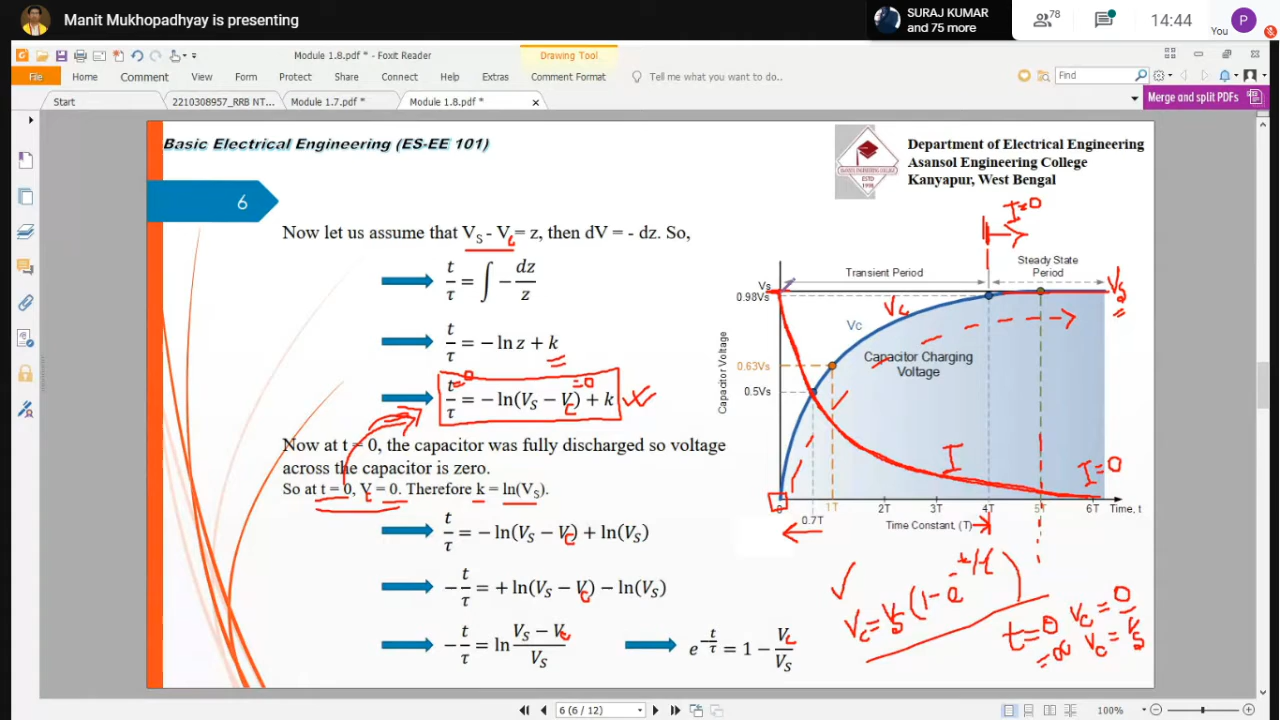 Manit Mukhopadhyay is presenting
SURAJ KUMAR
and 75 more
78
14:44
You
P
Module 1.8.pdf * - Foxit Reader
Drawing Tool
File Home Comment View Form Protect Share Connect Help Extras Comment Format Tell me what you want to do... Find
Start 2210308957_RRB NT... Module 1.7.pdf * Module 1.8.pdf *
Merge and split PDFs
Basic Electrical Engineering (ES-EE 101)
Department of Electrical Engineering
Asansol Engineering College
Kanyapur, West Bengal
6
Now let us assume that V_S - V_c = z, then dV = - dz. So,
t/τ = ∫ - dz/z
t/τ = − ln z + k
=0 =0
t/τ = − ln(V_S − V_c) + k
Now at t = 0, the capacitor was fully discharged so voltage
across the capacitor is zero.
So at t = 0, V_c = 0. Therefore k = ln(V_S).
t/τ = − ln(V_S − V_c) + ln(V_S)
−t/τ = + ln(V_S − V_c) − ln(V_S)
−t/τ = ln (V_S − V_c)/V_S
e^(−t/τ) = 1 − V_c/V_S
I=0
Transient Period
Steady State
Period
Vs
0.98Vs
Vc
Vc
Vs
Capacitor Charging
Voltage
0.63Vs
0.5Vs
Capacitor Voltage
I
I=0
0 1T 2T 3T 4T 5T 6T Time, t
0.7T
Time Constant, (T)
Vc = Vs(1 - e^(-t/τ))
t=0 Vc = 0
=∞ Vc = Vs
6 (6 / 12)
100%